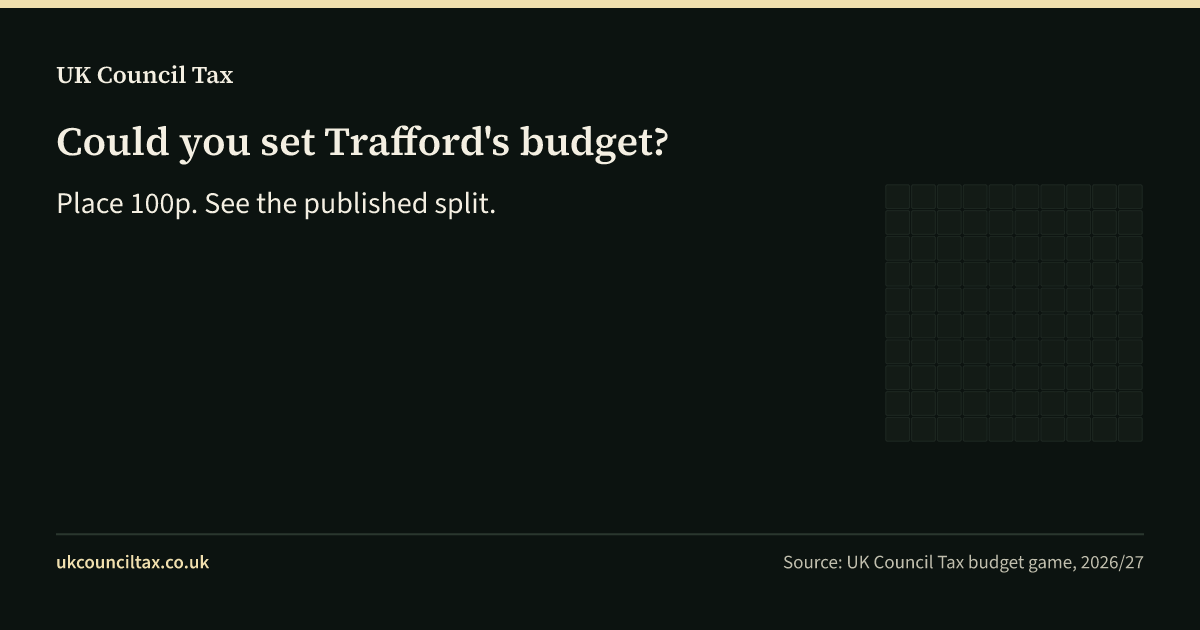 UK Council Tax
Could you set Trafford's budget?
Place 100p. See the published split.
ukcounciltax.co.uk
Source: UK Council Tax budget game, 2026/27